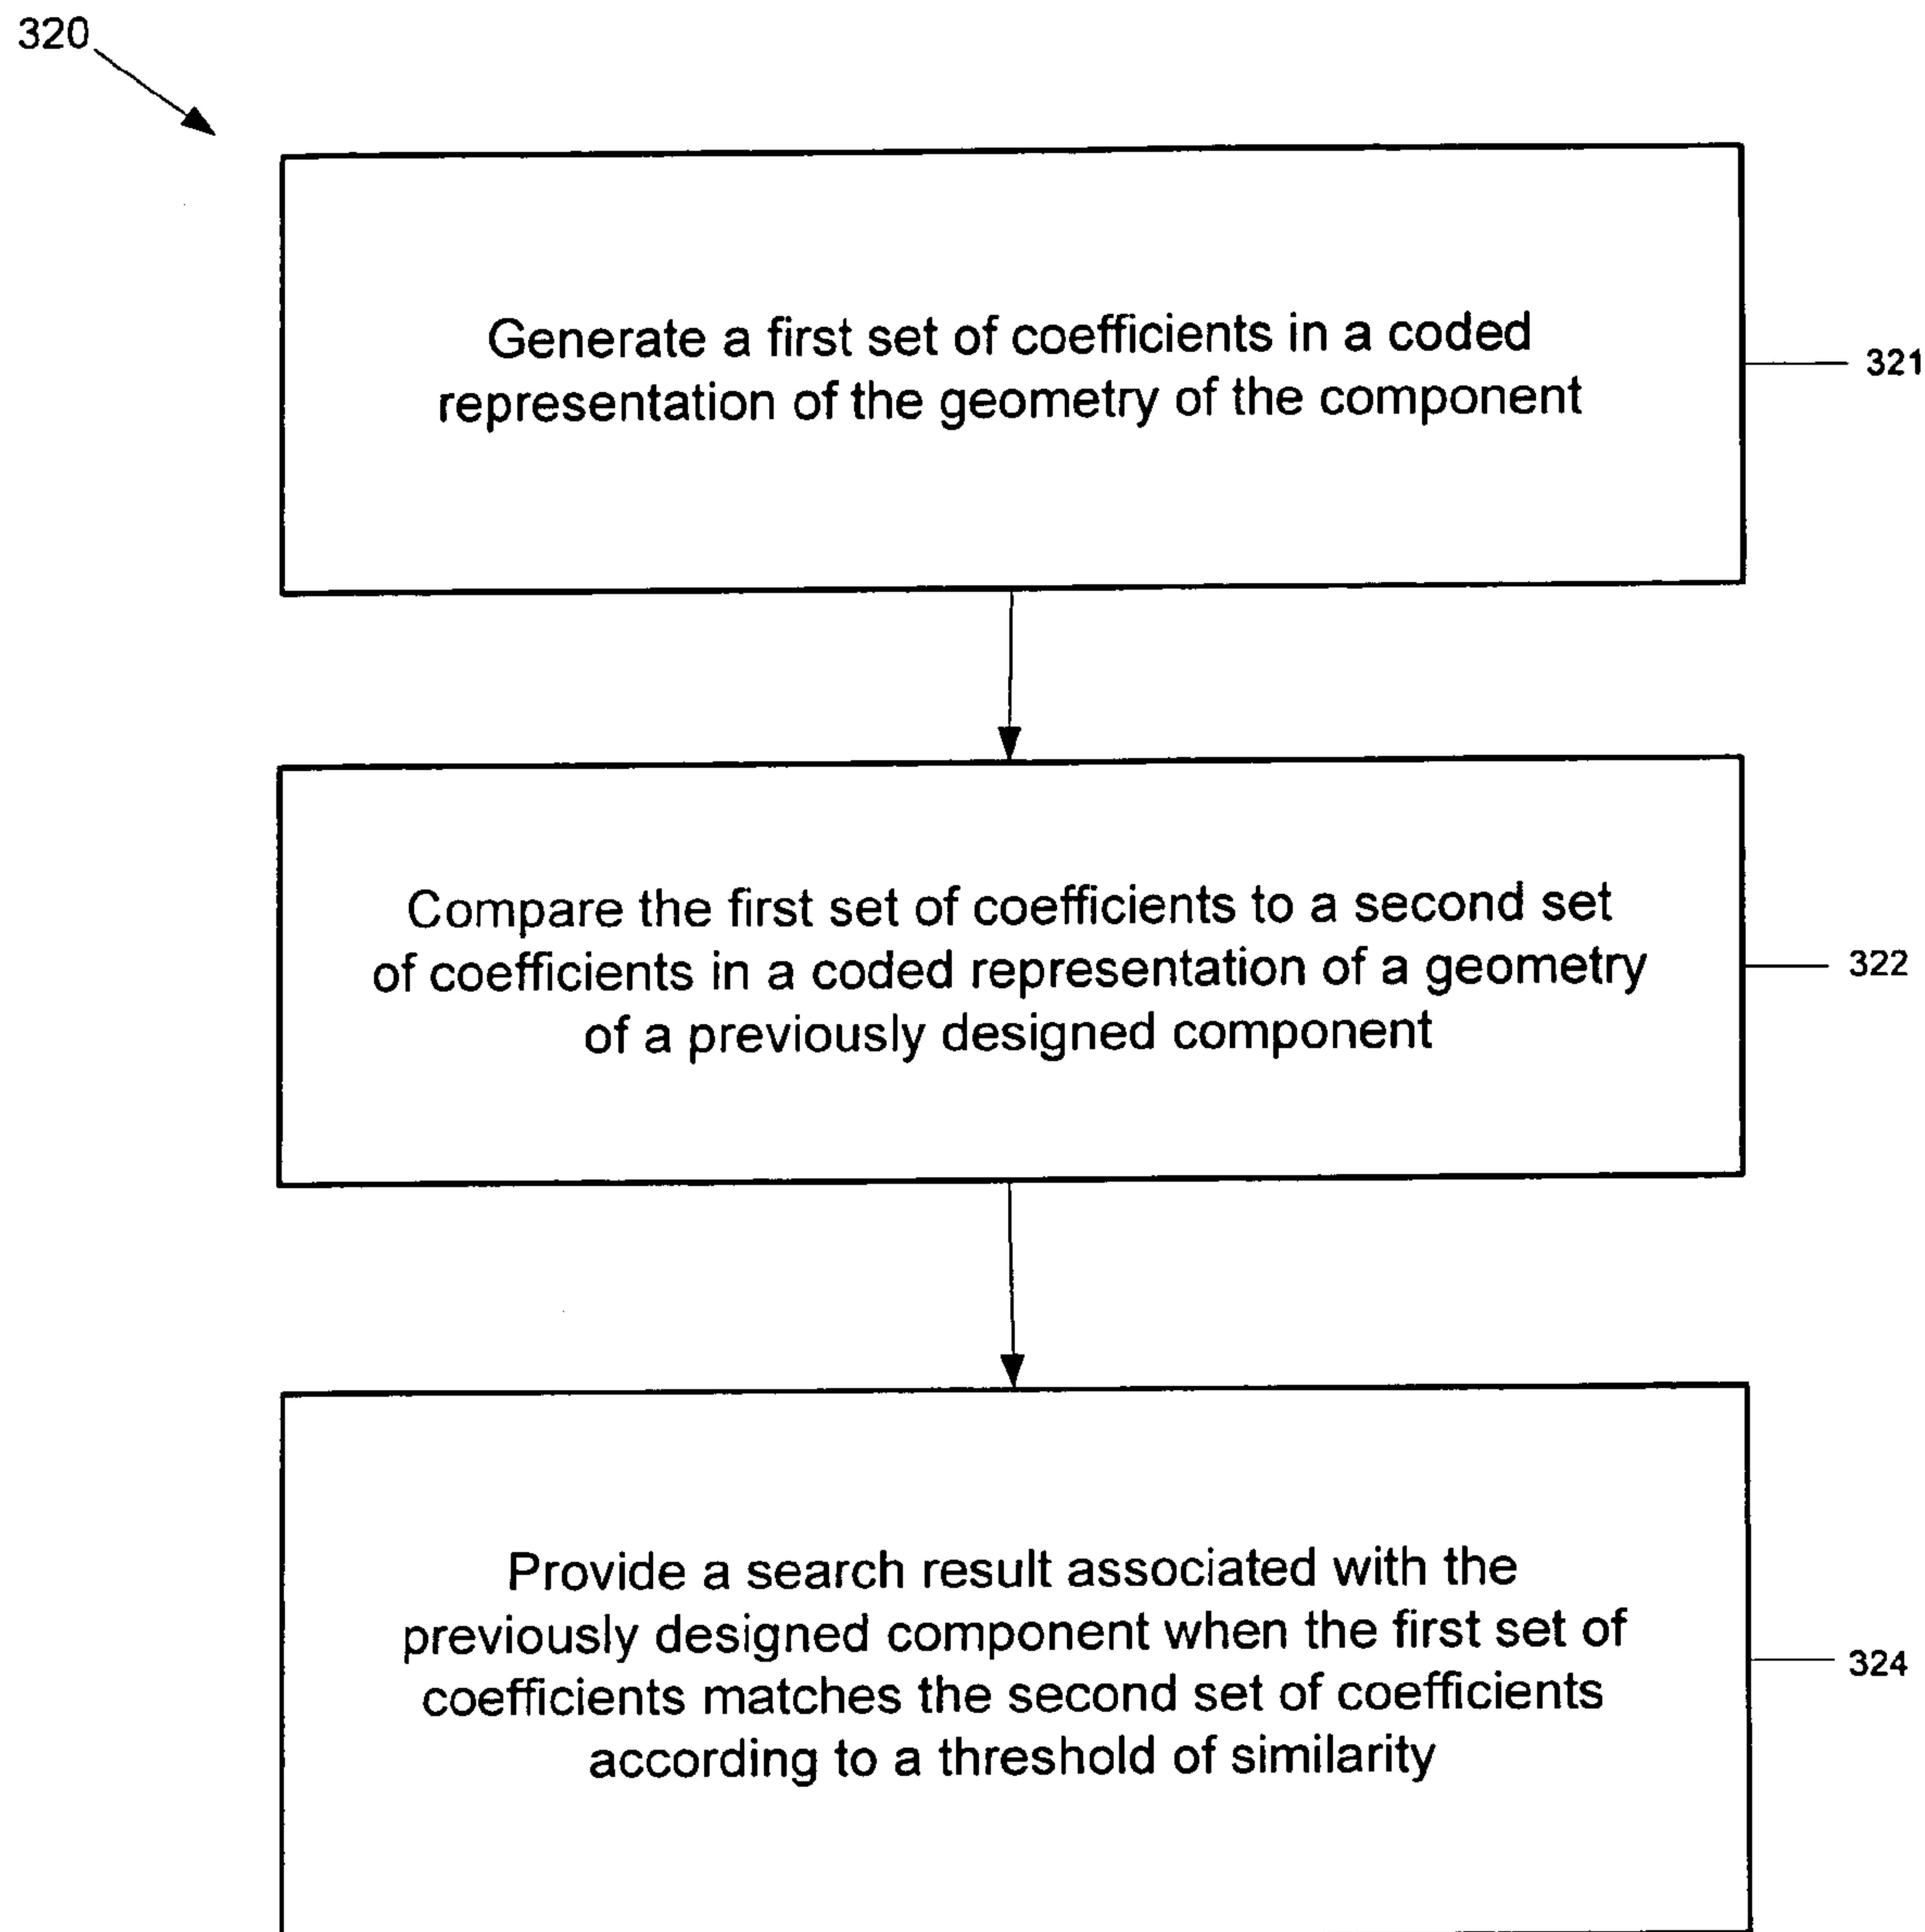 320
Generate a first set of coefficients in a coded
representation of the geometry of the component
321
Compare the first set of coefficients to a second set
of coefficients in a coded representation of a geometry
of a previously designed component
322
Provide a search result associated with the
previously designed component when the first set of
coefficients matches the second set of coefficients
according to a threshold of similarity
324